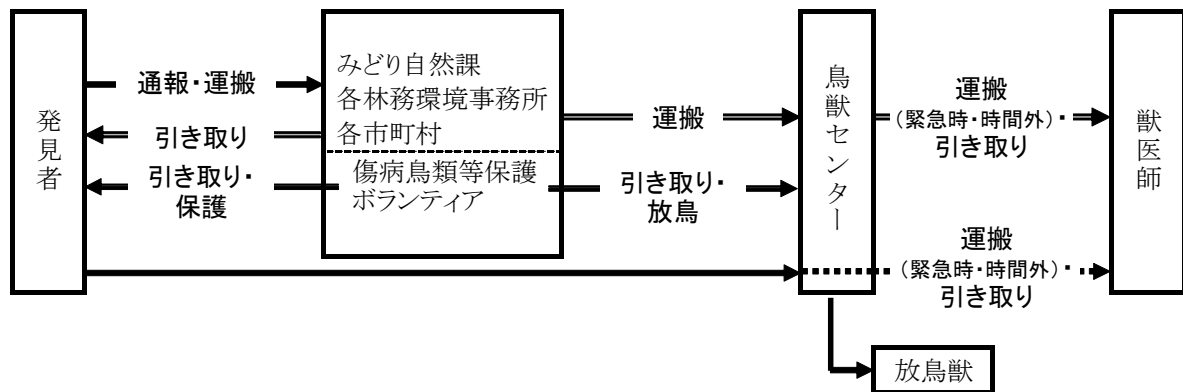 発見者
通報・運搬
引き取り
引き取り・
保護
みどり自然課
各林務環境事務所
各市町村
傷病鳥類等保護
ボランティア
運搬
引き取り・
放鳥
鳥獣センター
運搬
(緊急時・時間外)・
引き取り
運搬
(緊急時・時間外)・
引き取り
獣医師
放鳥獣